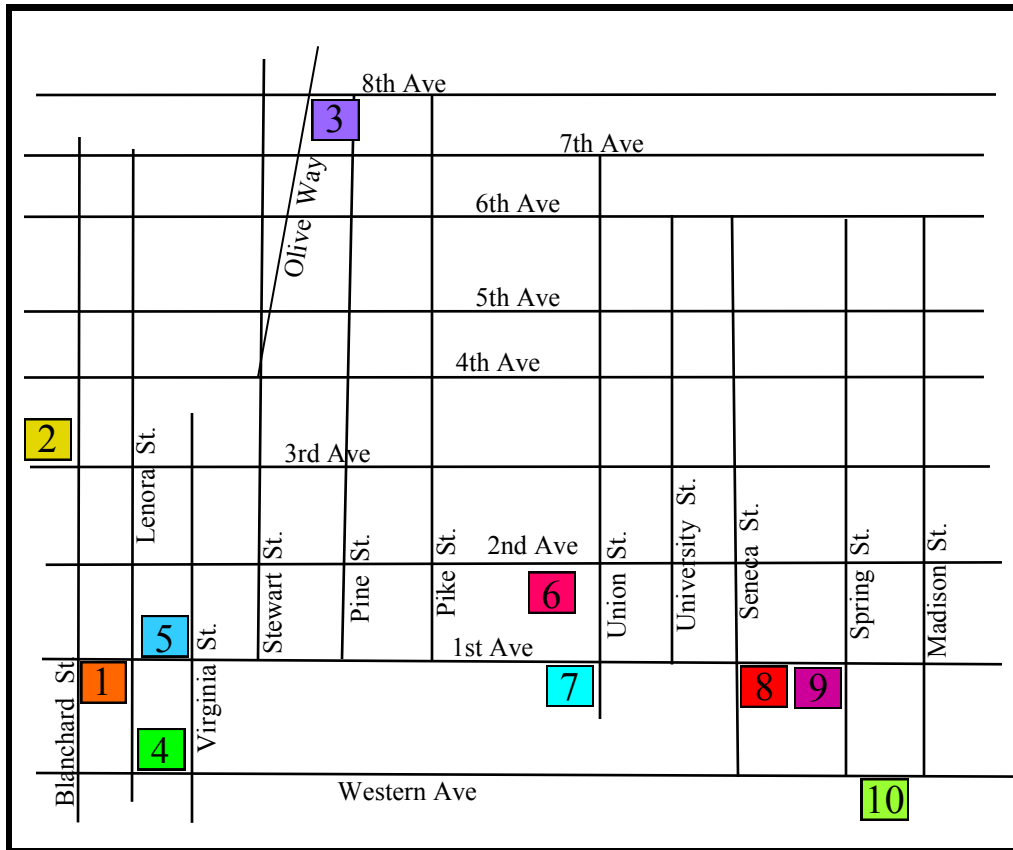 8th Ave
3
7th Ave
Olive Way
6th Ave
5th Ave
4th Ave
2
Lenora St.
3rd Ave
Stewart St.
Pine St.
Pike St.
2nd Ave
Union St.
University St.
Seneca St.
Spring St.
Madison St.
6
5
Virginia St.
1st Ave
Blanchard St.
1
7
8
9
4
Western Ave
10